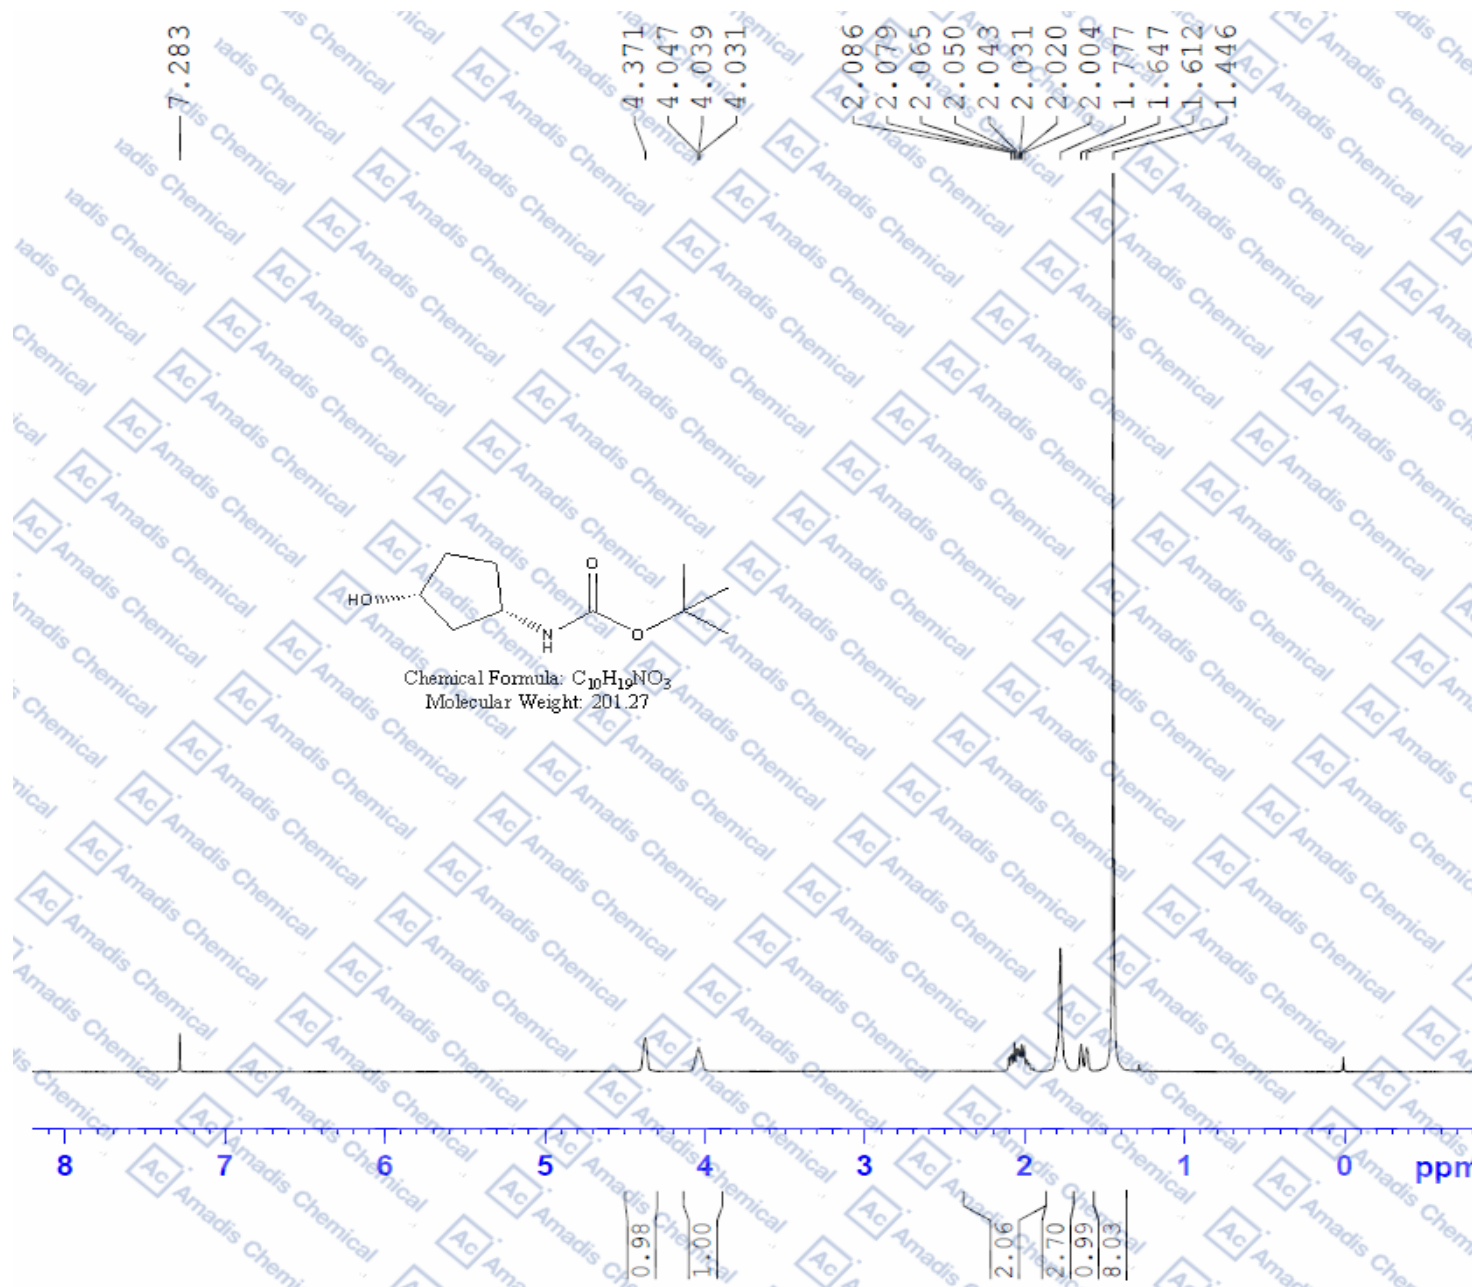 7.283
4.371
4.047
4.039
4.031
2.086
2.079
2.065
2.050
2.043
2.031
2.020
2.004
1.777
1.647
1.612
1.446
O
HO
N
H
O
Chemical Formula: C10H19NO3
Molecular Weight: 201.27
8 7 6 5 4 3 2 1 0 ppm
0.98
1.00
2.06
2.70
0.99
8.03
Ac Amadis Chemical